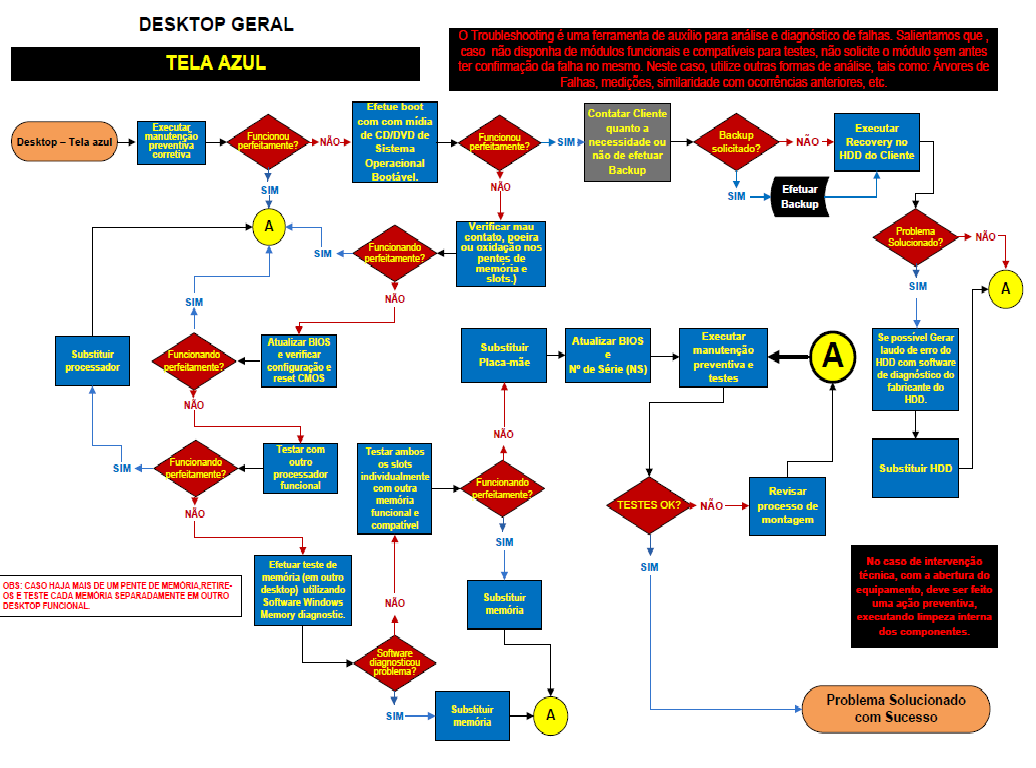 DESKTOP GERAL
TELA AZUL
O Troubleshooting é uma ferramenta de auxílio para análise e diagnóstico de falhas. Salientamos que ,
caso  não disponha de módulos funcionais e compatíveis para testes, não solicite o módulo sem antes
ter confirmação da falha no mesmo. Neste caso, utilize outras formas de análise, tais como: Árvores de
Falhas, medições, similaridade com ocorrências anteriores, etc.
Desktop – Tela azul
Executar
manutenção
preventiva
corretiva
Funcionou
perfeitamente?
NÃO
SIM
Efetue boot
com com mídia
de CD/DVD de
Sistema
Operacional
Bootável.
Funcionou
perfeitamente?
SIM
NÃO
Contatar Cliente
quanto a
necessidade ou
não de efetuar
Backup
Backup
solicitado?
NÃO
SIM
Efetuar
Backup
Executar
Recovery no
HDD do Cliente
Problema
Solucionado?
NÃO
SIM
A
A
Verificar mau
contato, poeira
ou oxidação nos
pentes de
memória e
slots.)
Funcionando
perfeitamente?
SIM
NÃO
Atualizar BIOS
e verificar
configuração e
reset CMOS
Funcionando
perfeitamente?
SIM
NÃO
Substituir
processador
Testar com
outro
processador
funcional
Funcionando
perfeitamente?
SIM
NÃO
Efetuar teste de
memória (em outro
desktop)  utilizando
Software Windows
Memory diagnostic.
OBS: CASO HAJA MAIS DE UM PENTE DE MEMÓRIA,RETIRE-
OS E TESTE CADA MEMÓRIA SEPARADAMENTE EM OUTRO
DESKTOP FUNCIONAL.
Software
diagnosticou
problema?
NÃO
SIM
Substituir
memória
A
Testar ambos
os slots
individualmente
com outra
memória
funcional e
compatível
Funcionando
perfeitamente?
NÃO
SIM
Substituir
memória
Substituir
Placa-mãe
Atualizar BIOS
e
Nº de Série (NS)
Executar
manutenção
preventiva e
testes
A
TESTES OK?
NÃO
SIM
Revisar
processo de
montagem
Se possível Gerar
laudo de erro do
HDD com software
de diagnóstico do
fabricante do
HDD.
Substituir HDD
No caso de intervenção
técnica, com a abertura do
equipamento, deve ser feito
uma ação preventiva,
executando limpeza interna
dos componentes.
Problema Solucionado
com Sucesso